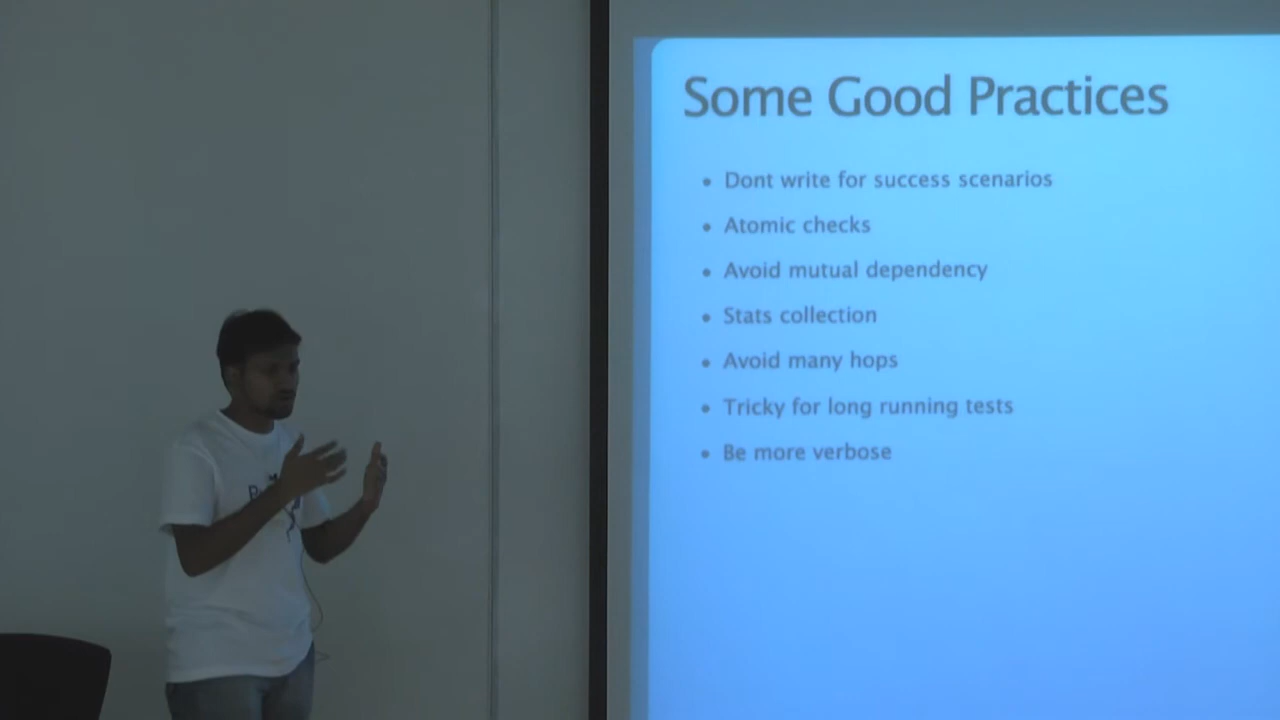 Some Good Practices
• Dont write for success scenarios
• Atomic checks
• Avoid mutual dependency
• Stats collection
• Avoid many hops
• Tricky for long running tests
• Be more verbose